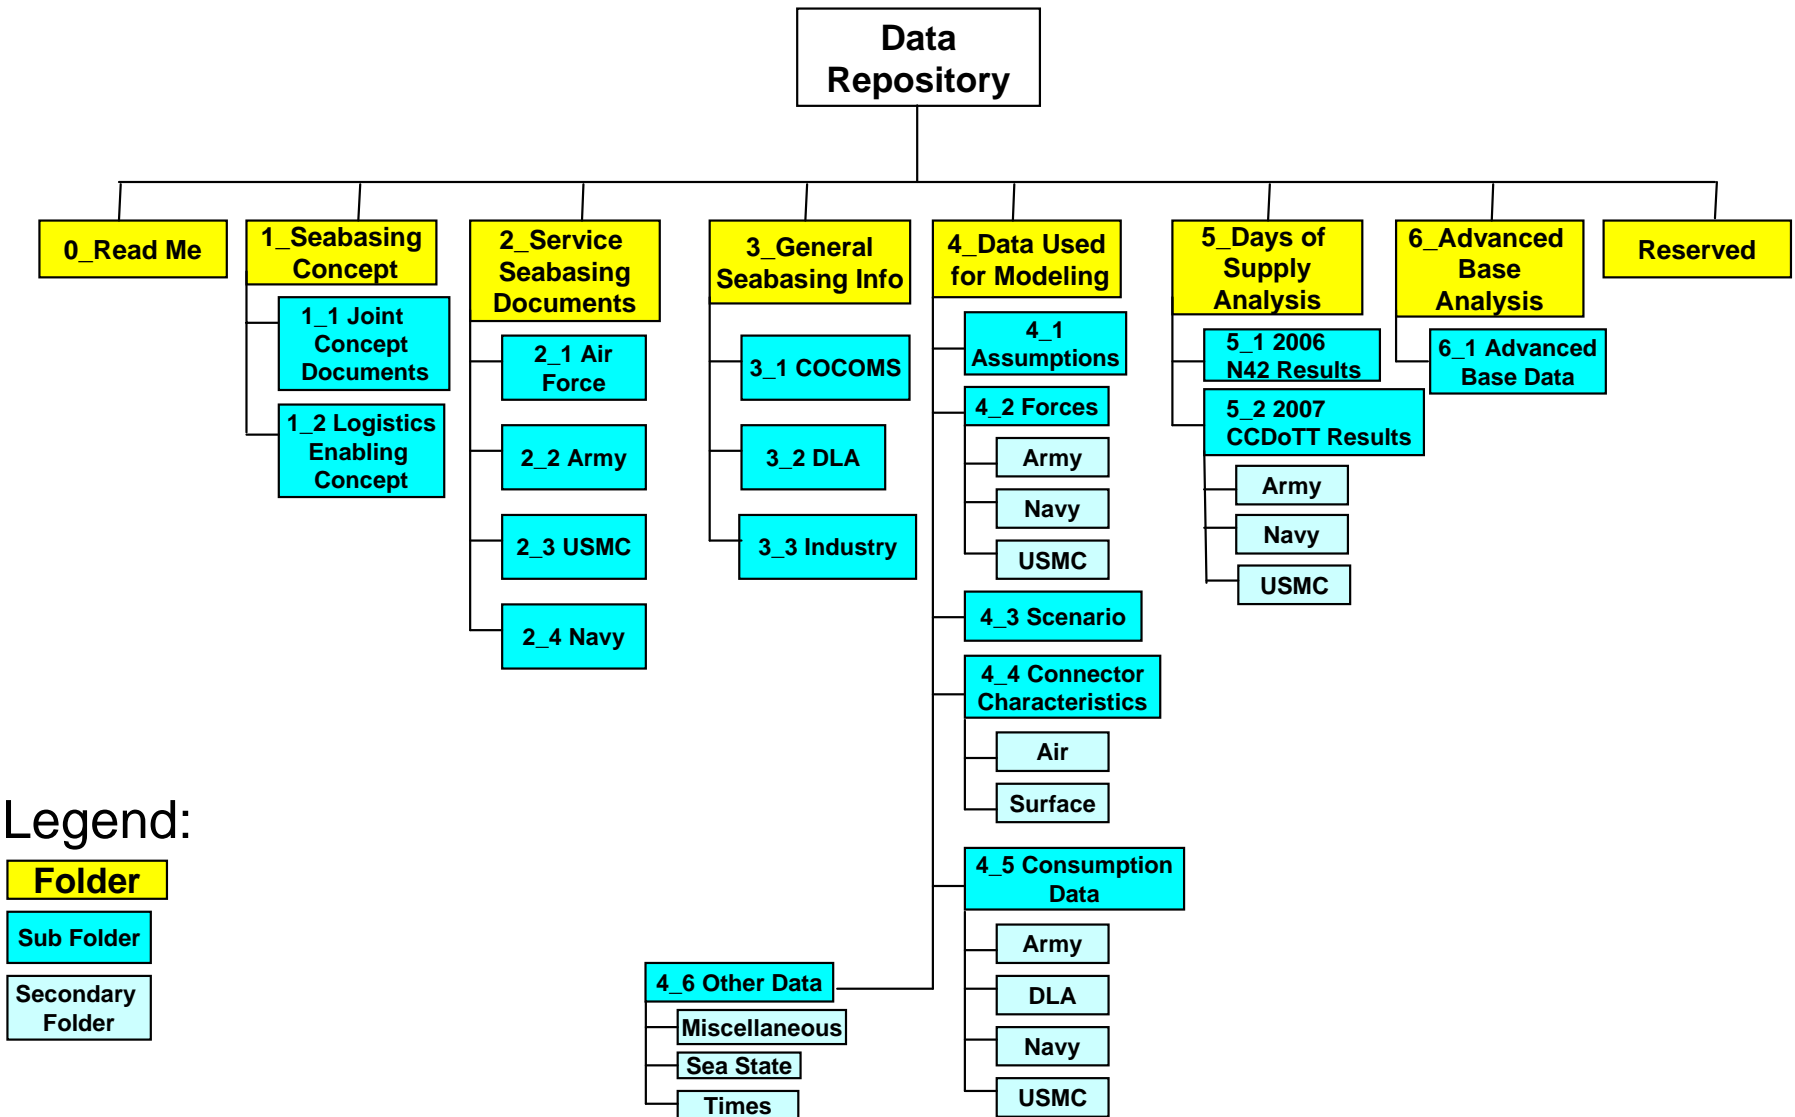 Data
Repository
0_Read Me
1_Seabasing
Concept
1_1 Joint
Concept
Documents
1_2 Logistics
Enabling
Concept
2_Service
Seabasing
Documents
2_1 Air
Force
2_2 Army
2_3 USMC
2_4 Navy
3_General
Seabasing Info
3_1 COCOMS
3_2 DLA
3_3 Industry
4_Data Used
for Modeling
4_1
Assumptions
4_2 Forces
Army
Navy
USMC
4_3 Scenario
4_4 Connector
Characteristics
Air
Surface
4_5 Consumption
Data
Army
DLA
Navy
USMC
4_6 Other Data
Miscellaneous
Sea State
Times
5_Days of
Supply
Analysis
5_1 2006
N42 Results
5_2 2007
CCDoTT Results
Army
Navy
USMC
6_Advanced
Base
Analysis
6_1 Advanced
Base Data
Reserved
Legend:
Folder
Sub Folder
Secondary
Folder